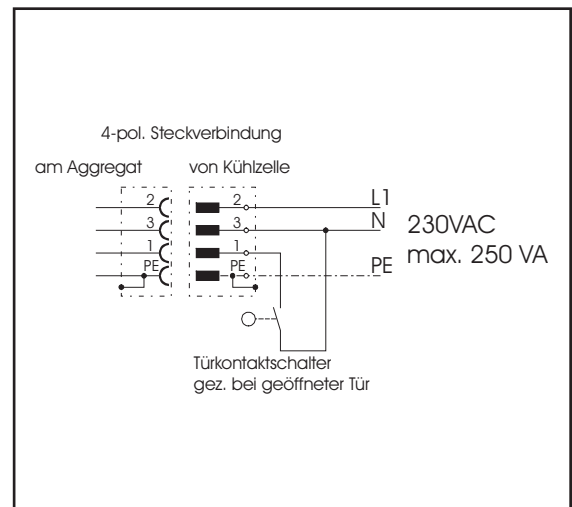 4-pol. Steckverbindung
am Aggregat von Kühlzelle
2 2 L1
3 3 N
230VAC
1 1
max. 250 VA
PE PE PE
Türkontaktschalter
gez. bei geöffneter Tür